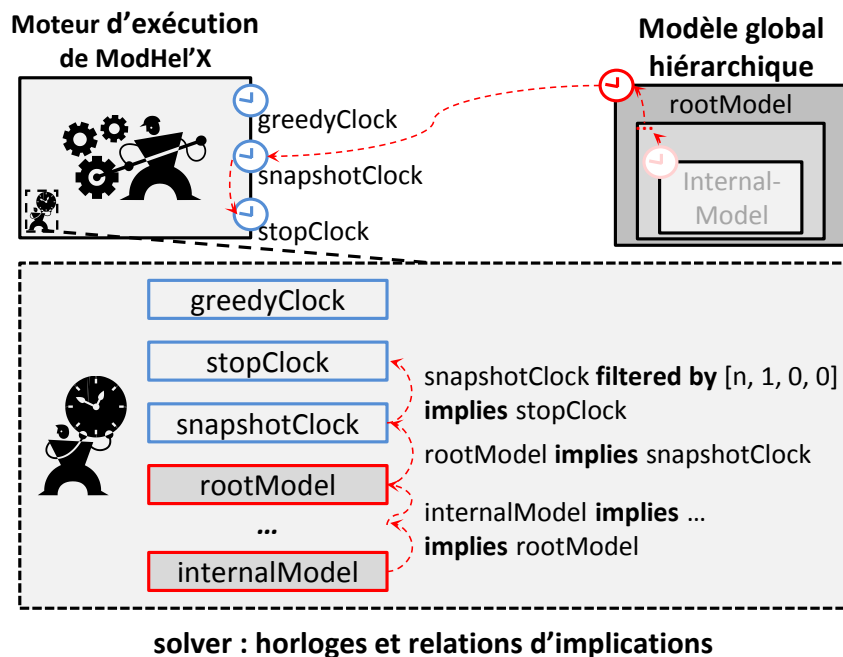 Moteur d’exécution
de ModHel’X
greedyClock
snapshotClock
stopClock
Modèle global
hiérarchique
rootModel
...
Internal-
Model
greedyClock
stopClock
snapshotClock
rootModel
...
internalModel
snapshotClock filtered by [n, 1, 0, 0]
implies stopClock
rootModel implies snapshotClock
internalModel implies ...
implies rootModel
solver : horloges et relations d’implications